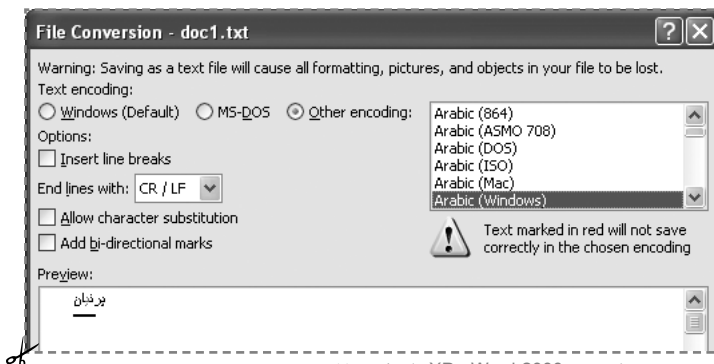 File Conversion - doc1.txt
Warning: Saving as a text file will cause all formatting, pictures, and objects in your file to be lost.
Text encoding:
Windows (Default) MS-DOS Other encoding:
Options:
Insert line breaks
End lines with: CR / LF
Allow character substitution
Add bi-directional marks
Arabic (864)
Arabic (ASMO 708)
Arabic (DOS)
Arabic (ISO)
Arabic (Mac)
Arabic (Windows)
Text marked in red will not save
correctly in the chosen encoding
Preview: